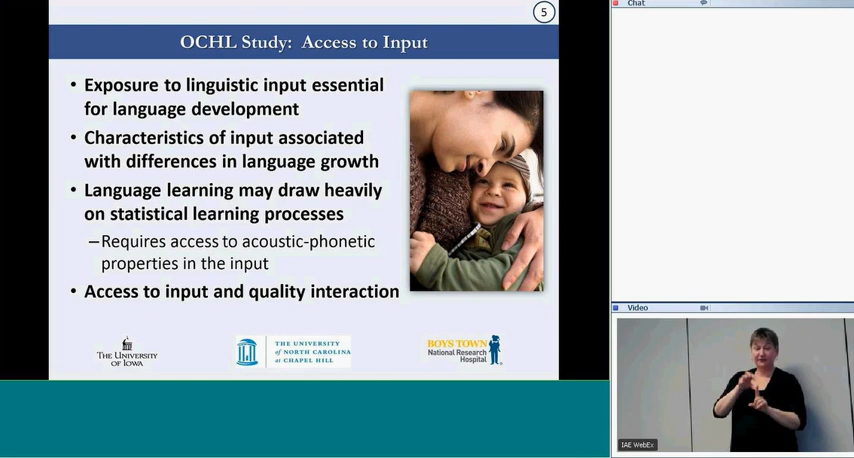 5
OCHL Study: Access to Input
• Exposure to linguistic input essential
for language development
• Characteristics of input associated
with differences in language growth
• Language learning may draw heavily
on statistical learning processes
–Requires access to acoustic-phonetic
properties in the input
• Access to input and quality interaction
THE UNIVERSITY
OF IOWA
THE UNIVERSITY
of NORTH CAROLINA
at CHAPEL HILL
BOYS TOWN
National Research
Hospital
Chat
Video
IAE WebEx